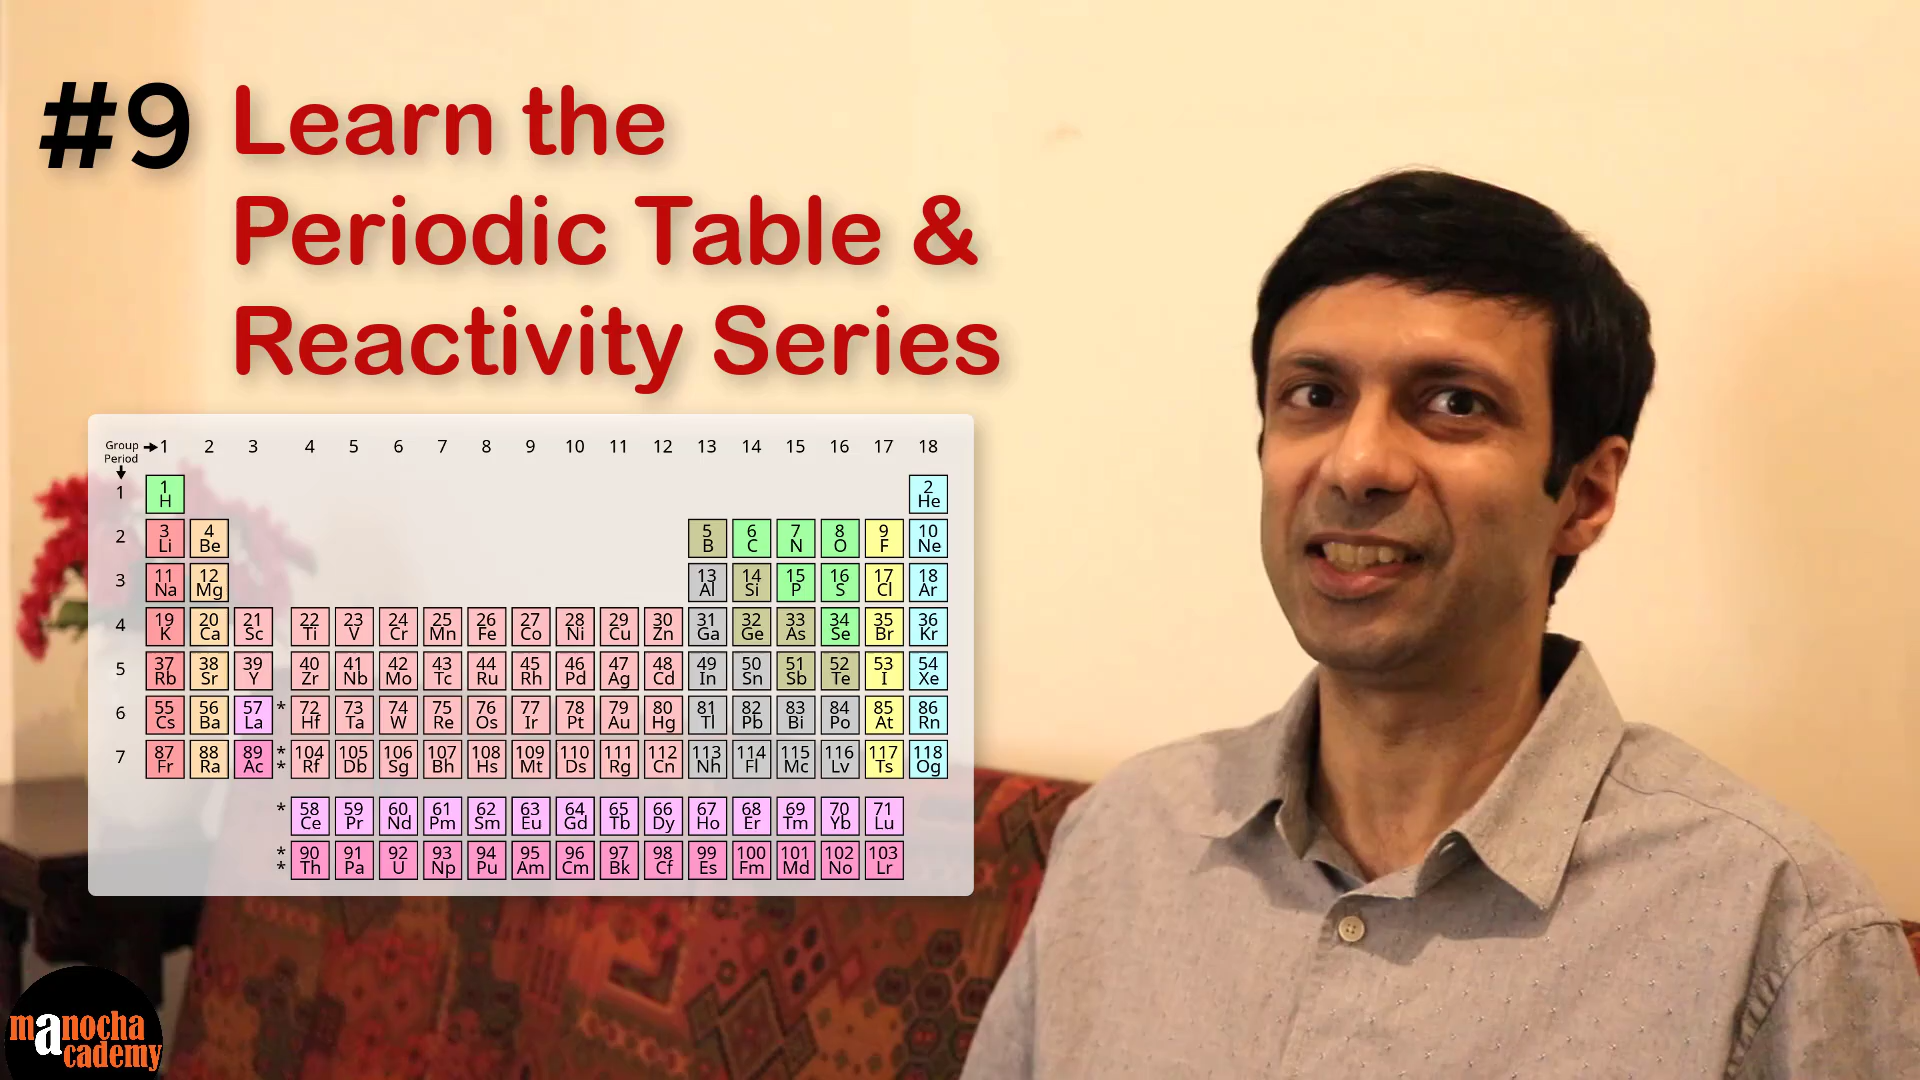 #9 Learn the
Periodic Table &
Reactivity Series
Group → 1 2 3 4 5 6 7 8 9 10 11 12 13 14 15 16 17 18
Period
1 1 H 2 He
2 3 Li 4 Be 5 B 6 C 7 N 8 O 9 F 10 Ne
3 11 Na 12 Mg 13 Al 14 Si 15 P 16 S 17 Cl 18 Ar
4 19 K 20 Ca 21 Sc 22 Ti 23 V 24 Cr 25 Mn 26 Fe 27 Co 28 Ni 29 Cu 30 Zn 31 Ga 32 Ge 33 As 34 Se 35 Br 36 Kr
5 37 Rb 38 Sr 39 Y 40 Zr 41 Nb 42 Mo 43 Tc 44 Ru 45 Rh 46 Pd 47 Ag 48 Cd 49 In 50 Sn 51 Sb 52 Te 53 I 54 Xe
6 55 Cs 56 Ba 57 La * 72 Hf 73 Ta 74 W 75 Re 76 Os 77 Ir 78 Pt 79 Au 80 Hg 81 Tl 82 Pb 83 Bi 84 Po 85 At 86 Rn
7 87 Fr 88 Ra 89 Ac ** 104 Rf 105 Db 106 Sg 107 Bh 108 Hs 109 Mt 110 Ds 111 Rg 112 Cn 113 Nh 114 Fl 115 Mc 116 Lv 117 Ts 118 Og
* 58 Ce 59 Pr 60 Nd 61 Pm 62 Sm 63 Eu 64 Gd 65 Tb 66 Dy 67 Ho 68 Er 69 Tm 70 Yb 71 Lu
** 90 Th 91 Pa 92 U 93 Np 94 Pu 95 Am 96 Cm 97 Bk 98 Cf 99 Es 100 Fm 101 Md 102 No 103 Lr
manocha
academy